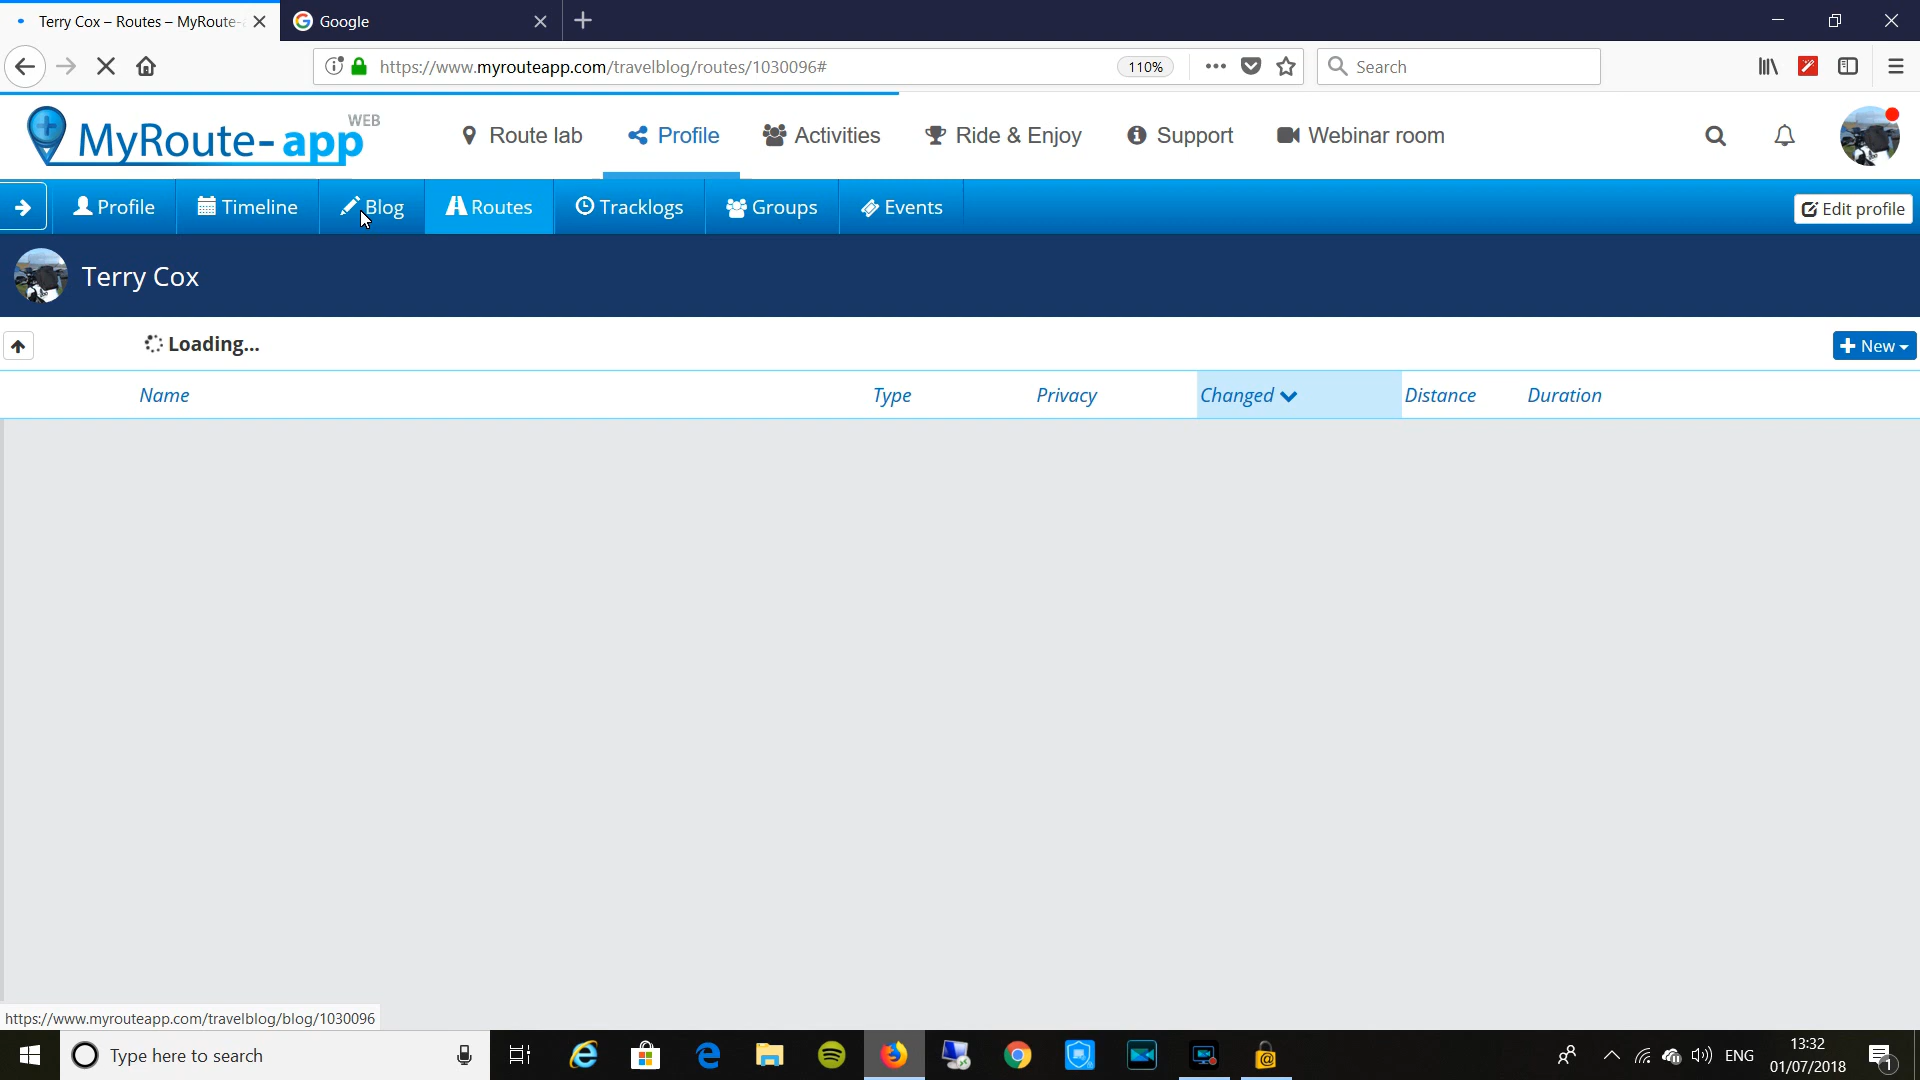 Terry Cox – Routes – MyRoute-
Google
https://www.myrouteapp.com/travelblog/routes/1030096#
110%
Search
MyRoute-app
WEB
Route lab
Profile
Activities
Ride & Enjoy
Support
Webinar room
Profile
Timeline
Blog
Routes
Tracklogs
Groups
Events
Edit profile
Terry Cox
Loading...
New
Name
Type
Privacy
Changed
Distance
Duration
https://www.myrouteapp.com/travelblog/blog/1030096
Type here to search
ENG
13:32
01/07/2018
1